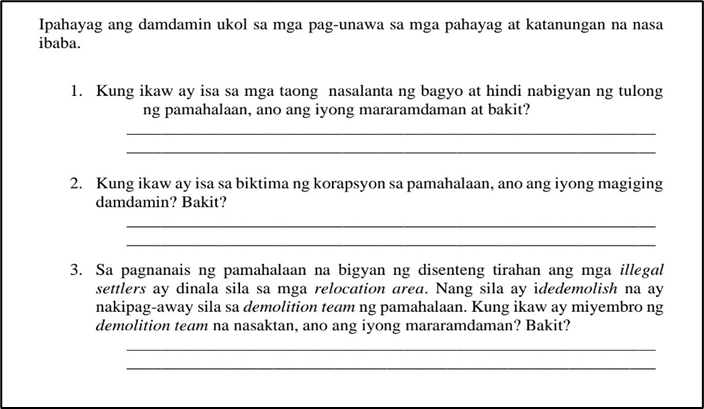 Ipahayag ang damdamin ukol sa mga pag-unawa sa mga pahayag at katanungan na nasa
ibaba.
1. Kung ikaw ay isa sa mga taong nasalanta ng bagyo at hindi nabigyan ng tulong
ng pamahalaan, ano ang iyong mararamdaman at bakit?
2. Kung ikaw ay isa sa biktima ng korapsyon sa pamahalaan, ano ang iyong magiging
damdamin? Bakit?
3. Sa pagnanais ng pamahalaan na bigyan ng disenteng tirahan ang mga illegal
settlers ay dinala sila sa mga relocation area. Nang sila ay idedemolish na ay
nakipag-away sila sa demolition team ng pamahalaan. Kung ikaw ay miyembro ng
demolition team na nasaktan, ano ang iyong mararamdaman? Bakit?